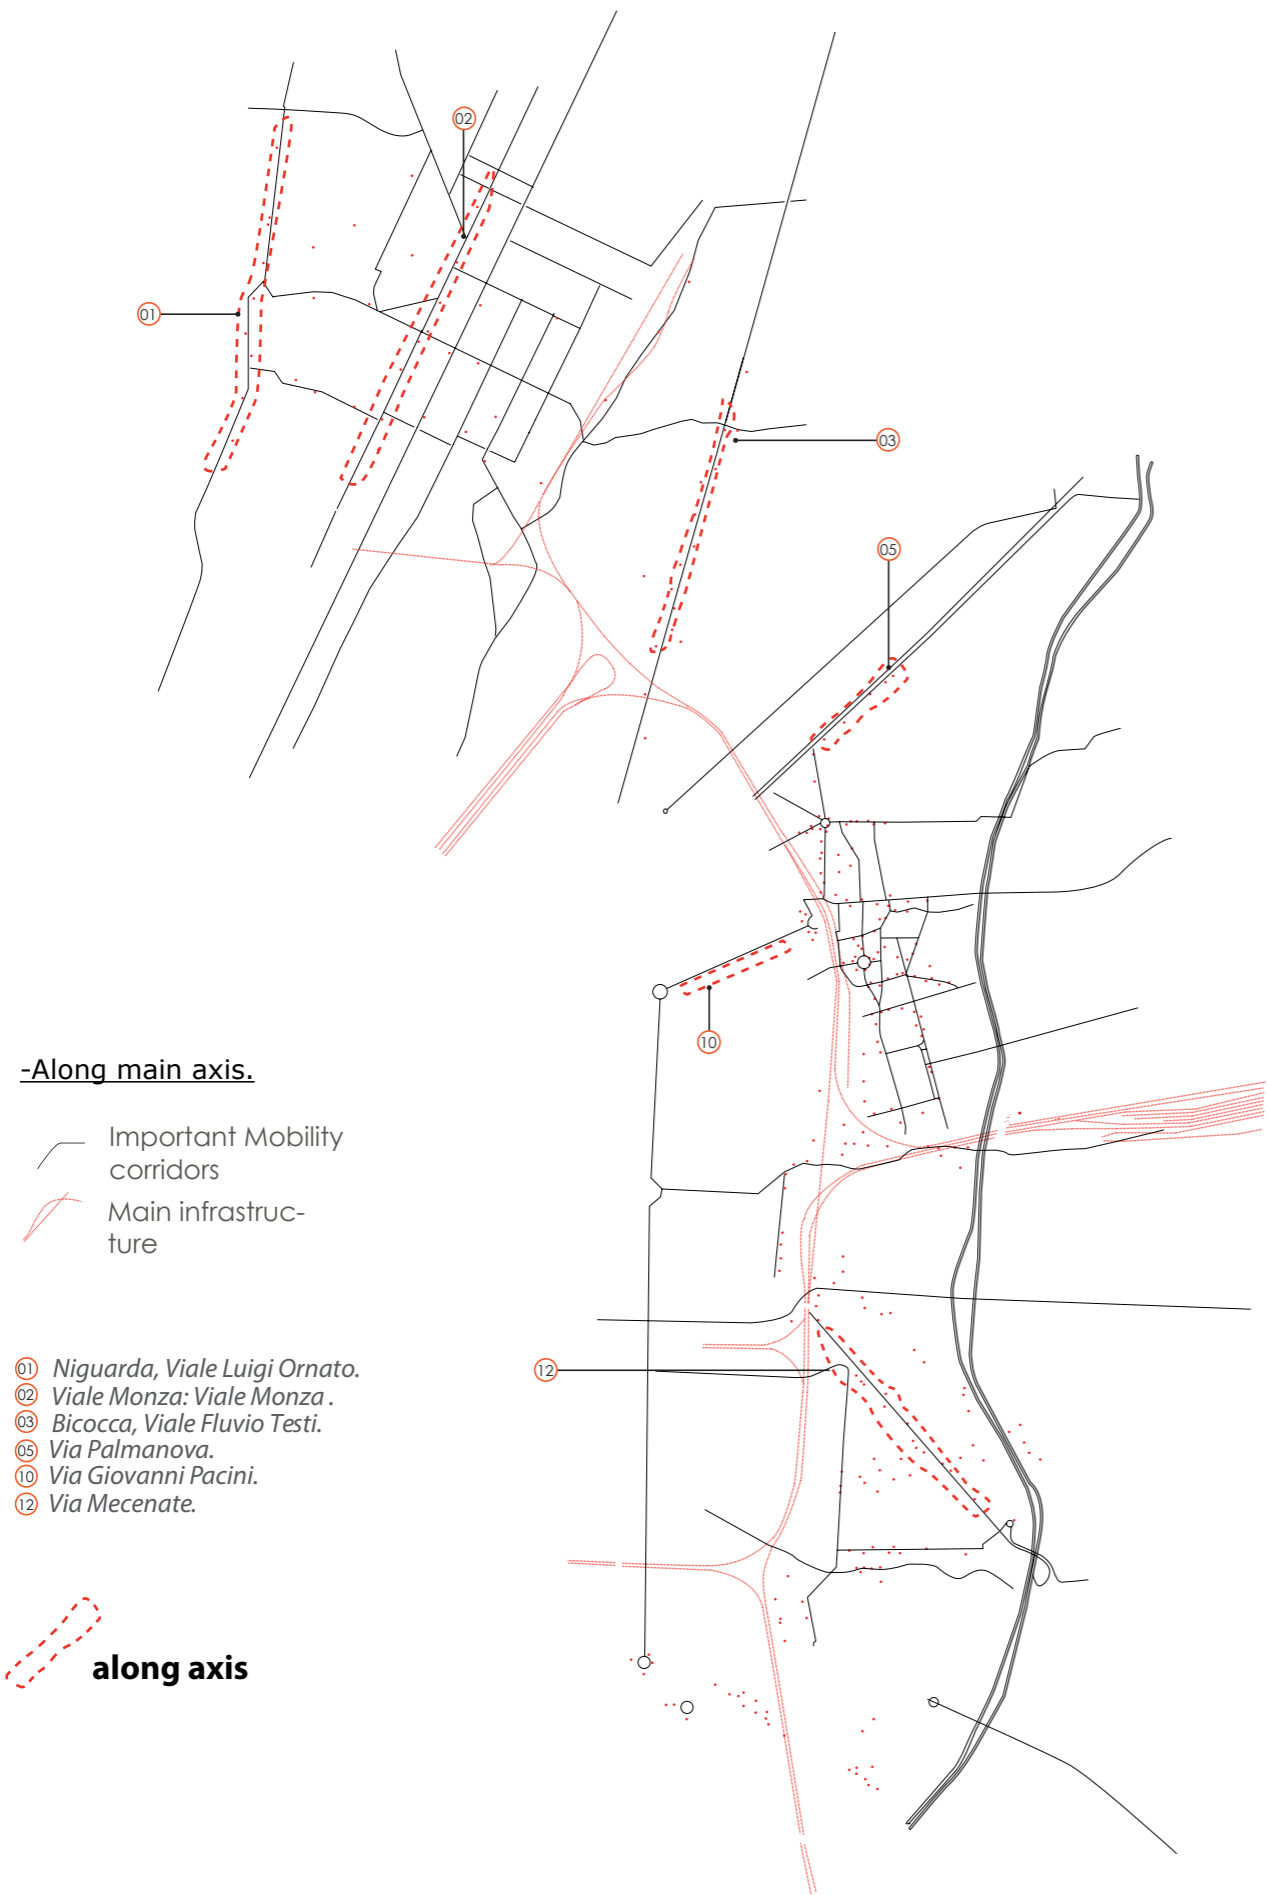 02
01
03
05
10
-Along main axis.
Important Mobility
corridors
Main infrastruc-
ture
12
01 Niguarda, Viale Luigi Ornato.
02 Viale Monza: Viale Monza .
03 Bicocca, Viale Fluvio Testi.
05 Via Palmanova.
10 Via Giovanni Pacini.
12 Via Mecenate.
along axis